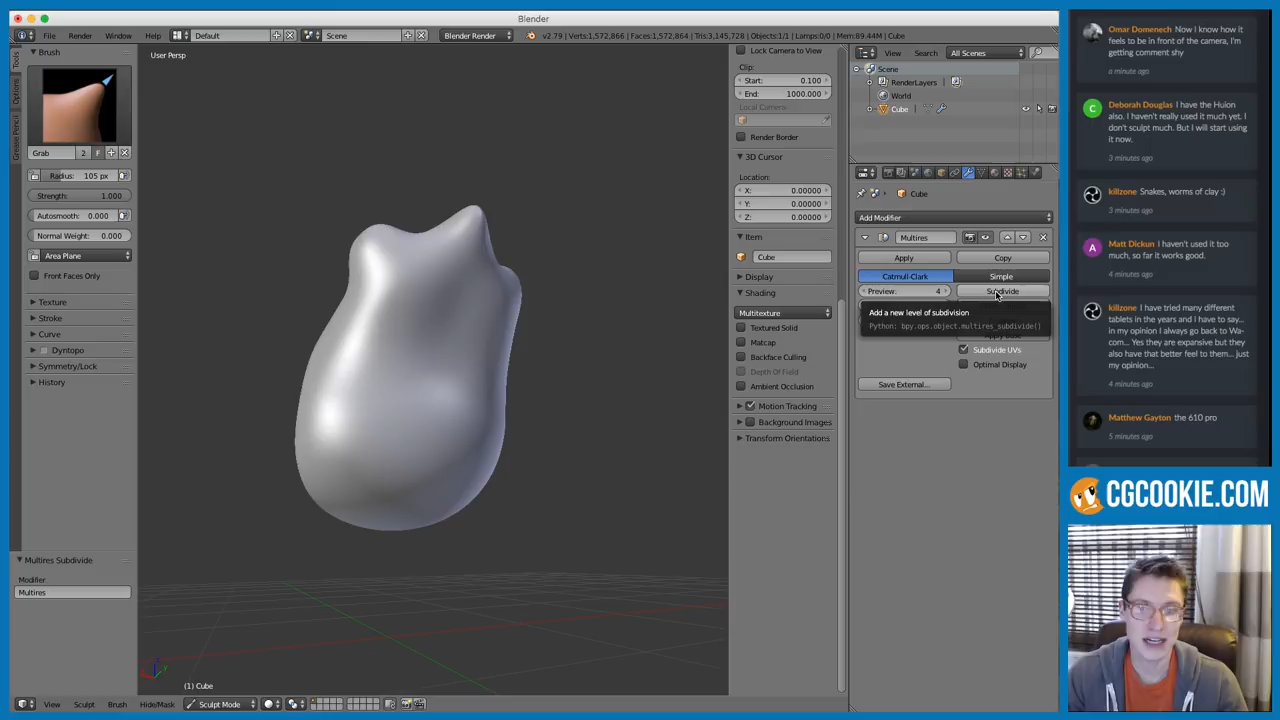 Blender
File Render Window Help Default Scene Blender Render v2.79 | Verts:1,572,866 | Faces:1,572,864 | Tris:3,145,728 | Objects:1/1 | Lamps:0/0 | Mem:89.44M | Cube
Brush
Tools
Options
Grease Pencil
Grab 2 F
Radius: 105 px
Strength: 1.000
Autosmooth: 0.000
Normal Weight: 0.000
Area Plane
Front Faces Only
Texture
Stroke
Curve
Dyntopo
Symmetry/Lock
History
Multires Subdivide
Modifier
Multires
User Persp
(1) Cube
View Sculpt Brush Hide/Mask Sculpt Mode
Lock Camera to View
Clip:
Start: 0.100
End: 1000.000
Local Camera:
Render Border
3D Cursor
Location:
X: 0.00000
Y: 0.00000
Z: 0.00000
Item
Cube
Display
Shading
Multitexture
Textured Solid
Matcap
Backface Culling
Depth Of Field
Ambient Occlusion
Motion Tracking
Background Images
Transform Orientations
View Search All Scenes
Scene
RenderLayers
World
Cube
Cube
Add Modifier
Multires
Apply Copy
Catmull-Clark Simple
Preview: 4 Subdivide
Add a new level of subdivision
Python: bpy.ops.object.multires_subdivide()
Subdivide UVs
Optimal Display
Save External...
Omar Domenech Now I know how it
feels to be in front of the camera, I'm
getting comment shy
a minute ago
C
Deborah Douglas I have the Huion
also. I haven't really used it much yet. I
don't sculpt much. But I will start using
it now.
3 minutes ago
killzone Snakes, worms of clay :)
3 minutes ago
A
Matt Dickun I haven't used it too
much, so far it works good.
4 minutes ago
killzone I have tried many different
tablets in the years and I have to say...
in my opinion I always go back to Wa-
com... Yes they are expansive but they
also have that better feel to them... just
my opinion...
4 minutes ago
Matthew Gayton the 610 pro
5 minutes ago
CGCOOKIE.COM